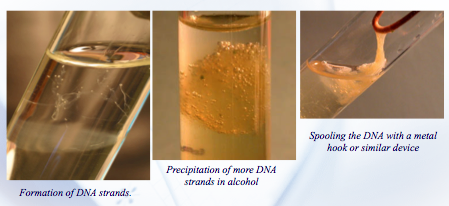 Formation of DNA strands.
Precipitation of more DNA
strands in alcohol
Spooling the DNA with a metal
hook or similar device